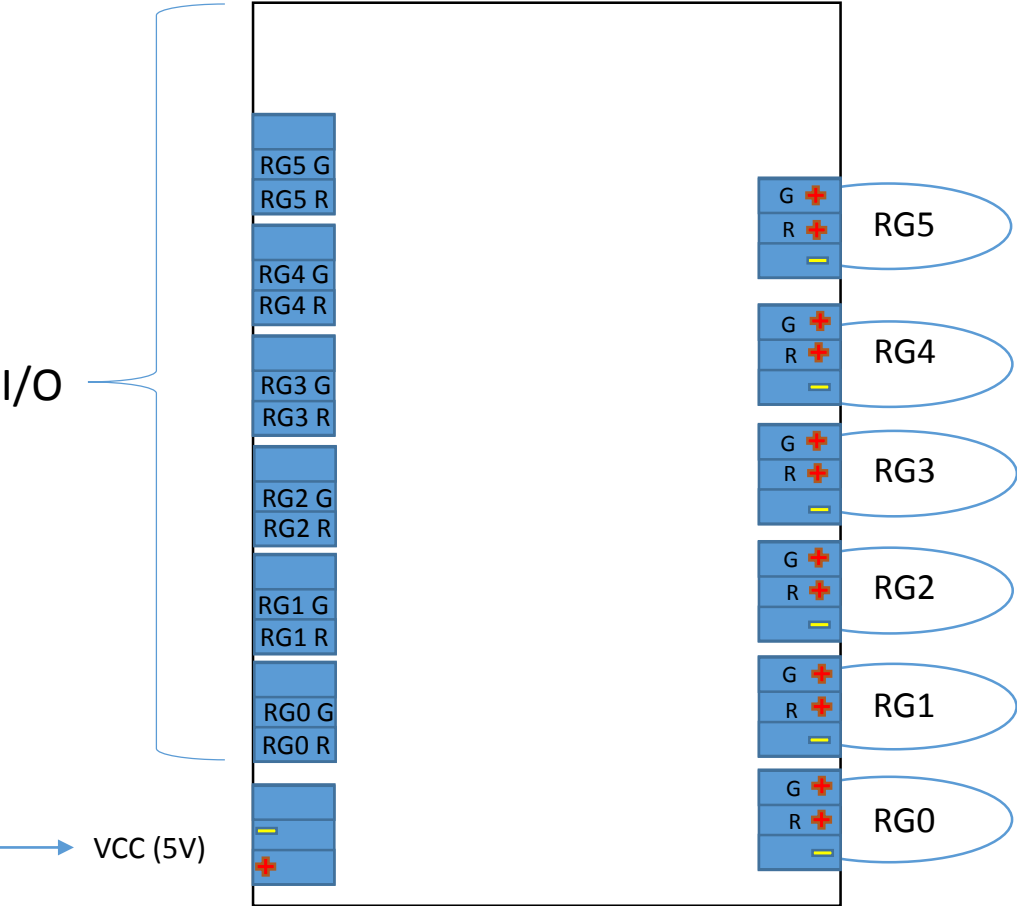 I/O
RG5 G
RG5 R
RG4 G
RG4 R
RG3 G
RG3 R
RG2 G
RG2 R
RG1 G
RG1 R
RG0 G
RG0 R
VCC (5V)
G
R
RG5
G
R
RG4
G
R
RG3
G
R
RG2
G
R
RG1
G
R
RG0